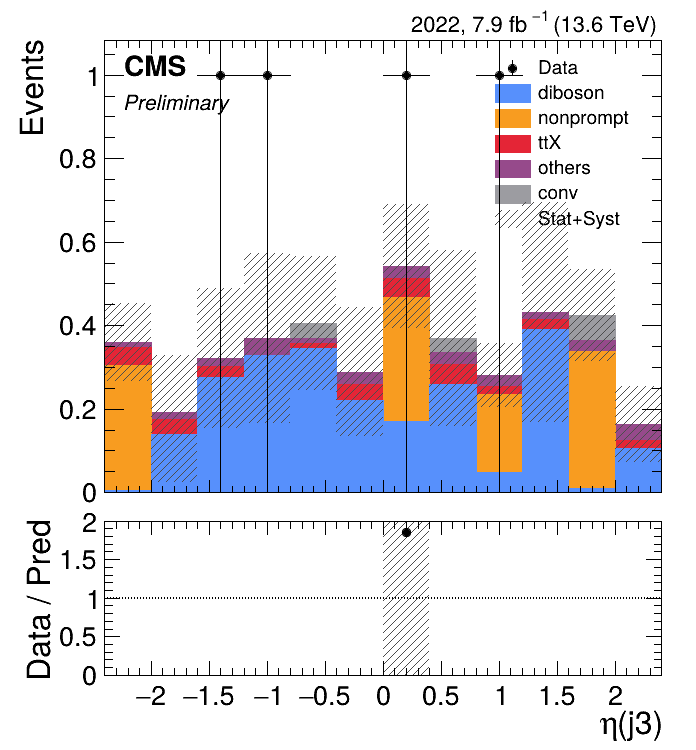 2022, 7.9 fb⁻¹ (13.6 TeV)
Events
CMS
Preliminary
Data
diboson
nonprompt
ttX
others
conv
Stat+Syst
1
0.8
0.6
0.4
0.2
0
Data / Pred
2
1.5
1
0.5
0
−2 −1.5 −1 −0.5 0 0.5 1 1.5 2
η(j3)